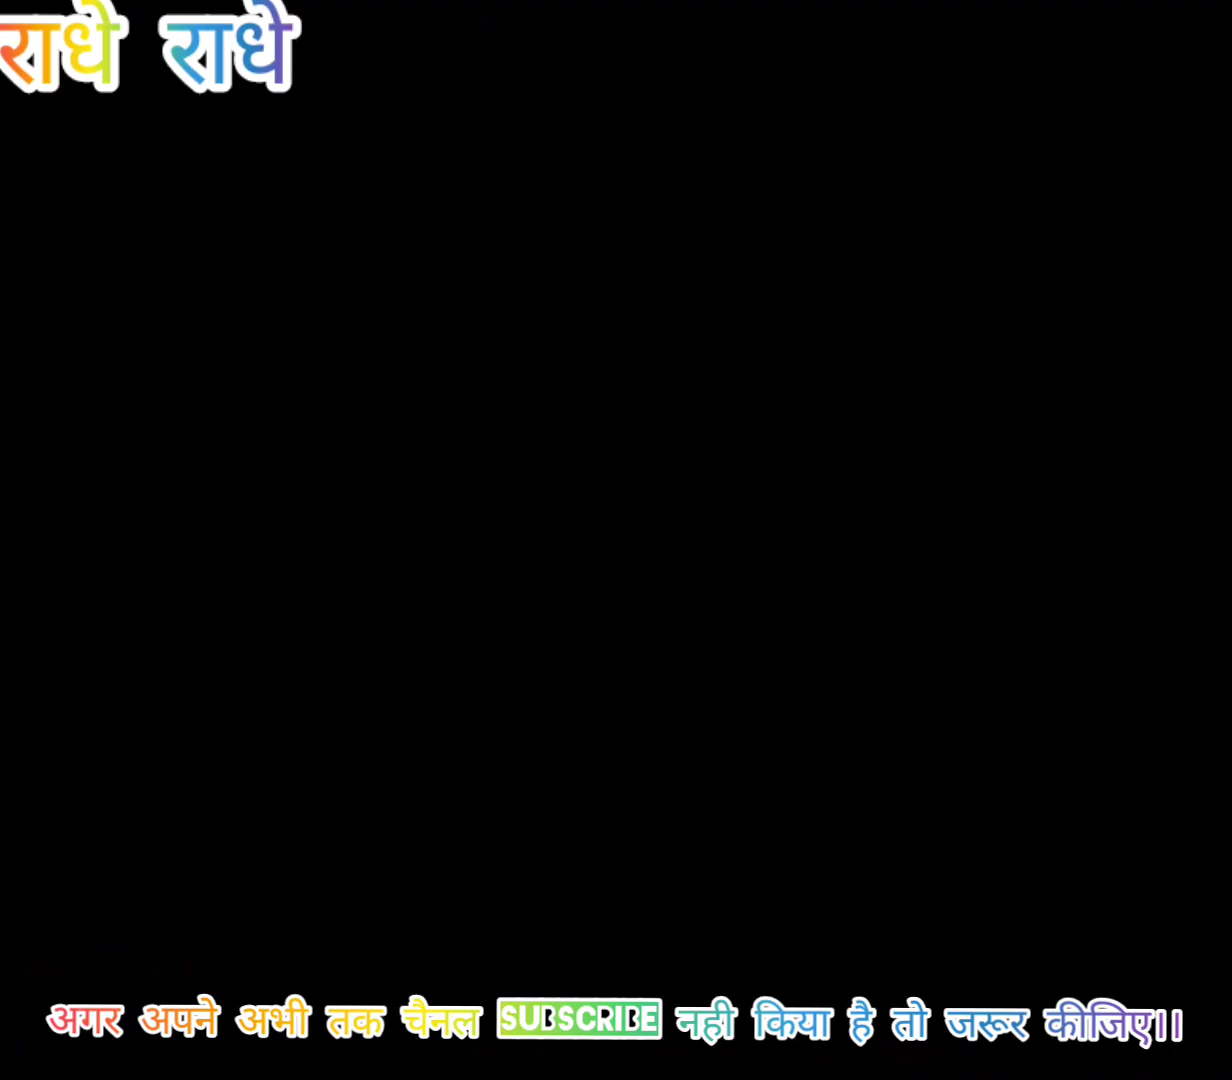 राधे राधे
अगर अपने अभी तक चैनल SUBSCRIBE नही किया है तो जरूर कीजिए।।